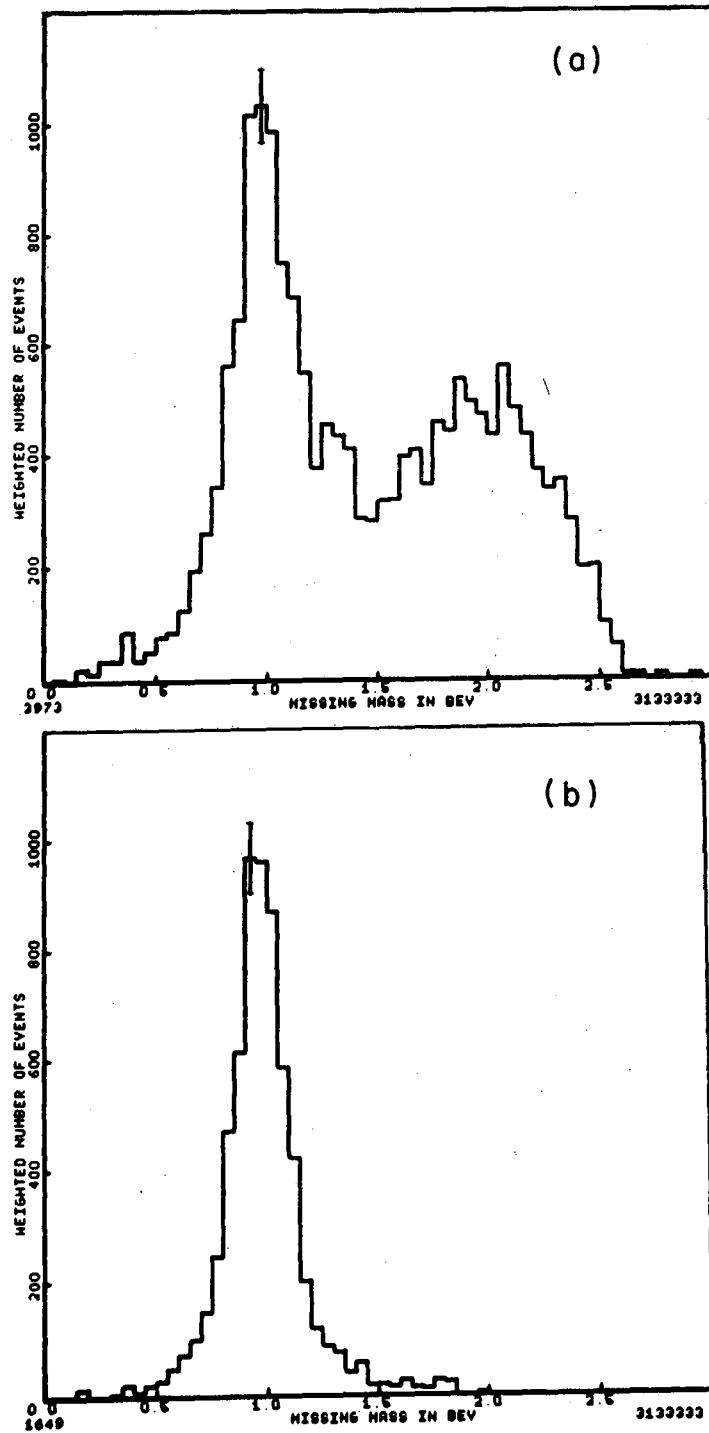 (a)
1000
800
600
400
200
WEIGHTED NUMBER OF EVENTS
0 0 0.5 1.0 1.5 2.0 2.5
3973 MISSING MASS IN BEV 3133333
(b)
1000
800
600
400
200
WEIGHTED NUMBER OF EVENTS
0 0 0.5 1.0 1.5 2.0 2.5
1649 MISSING MASS IN BEV 3133333